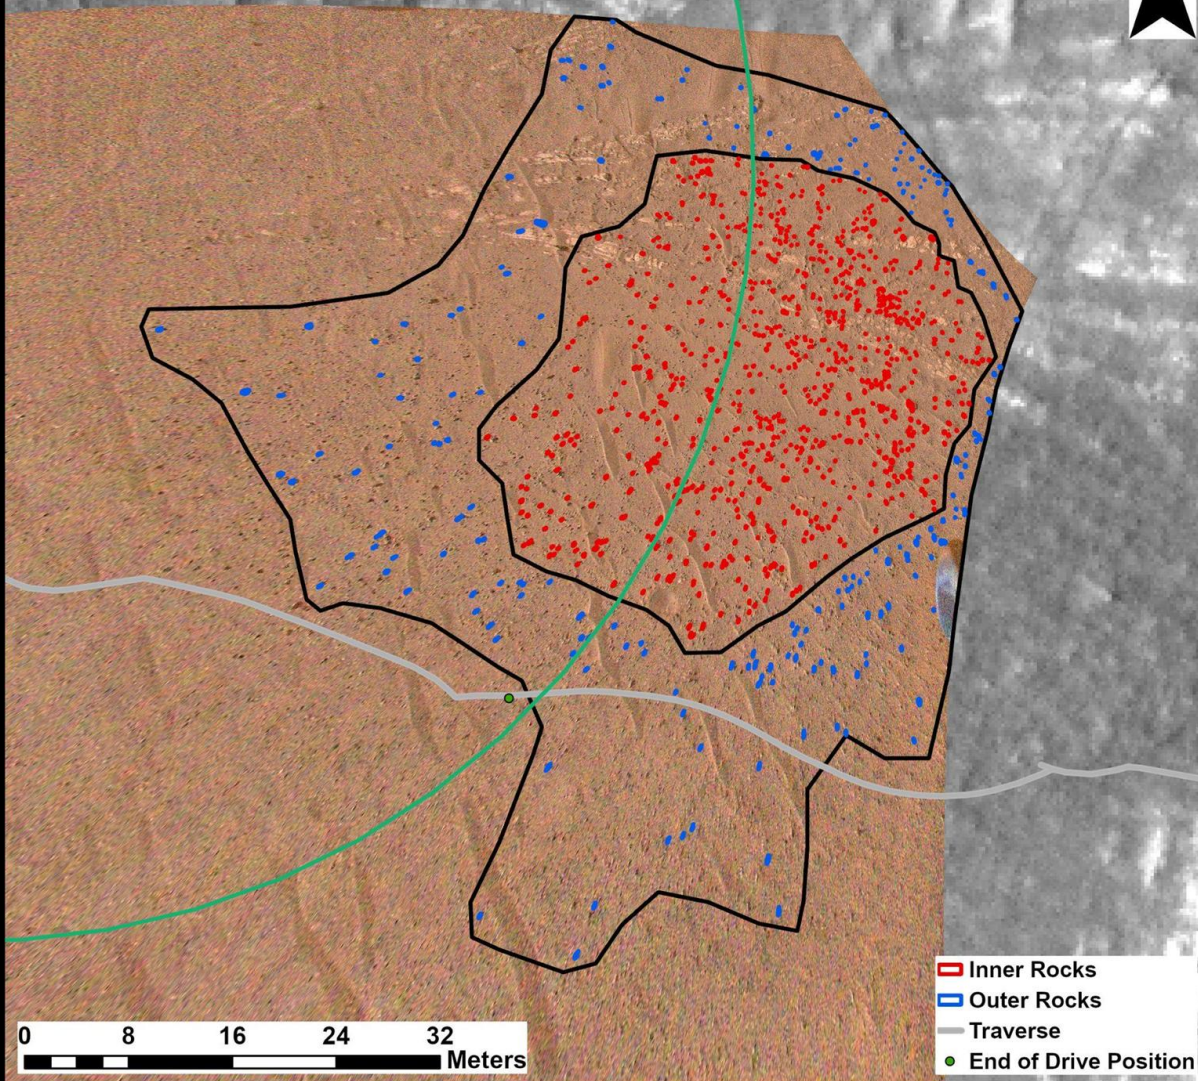 Inner Rocks
Outer Rocks
Traverse
End of Drive Position
0 8 16 24 32
Meters